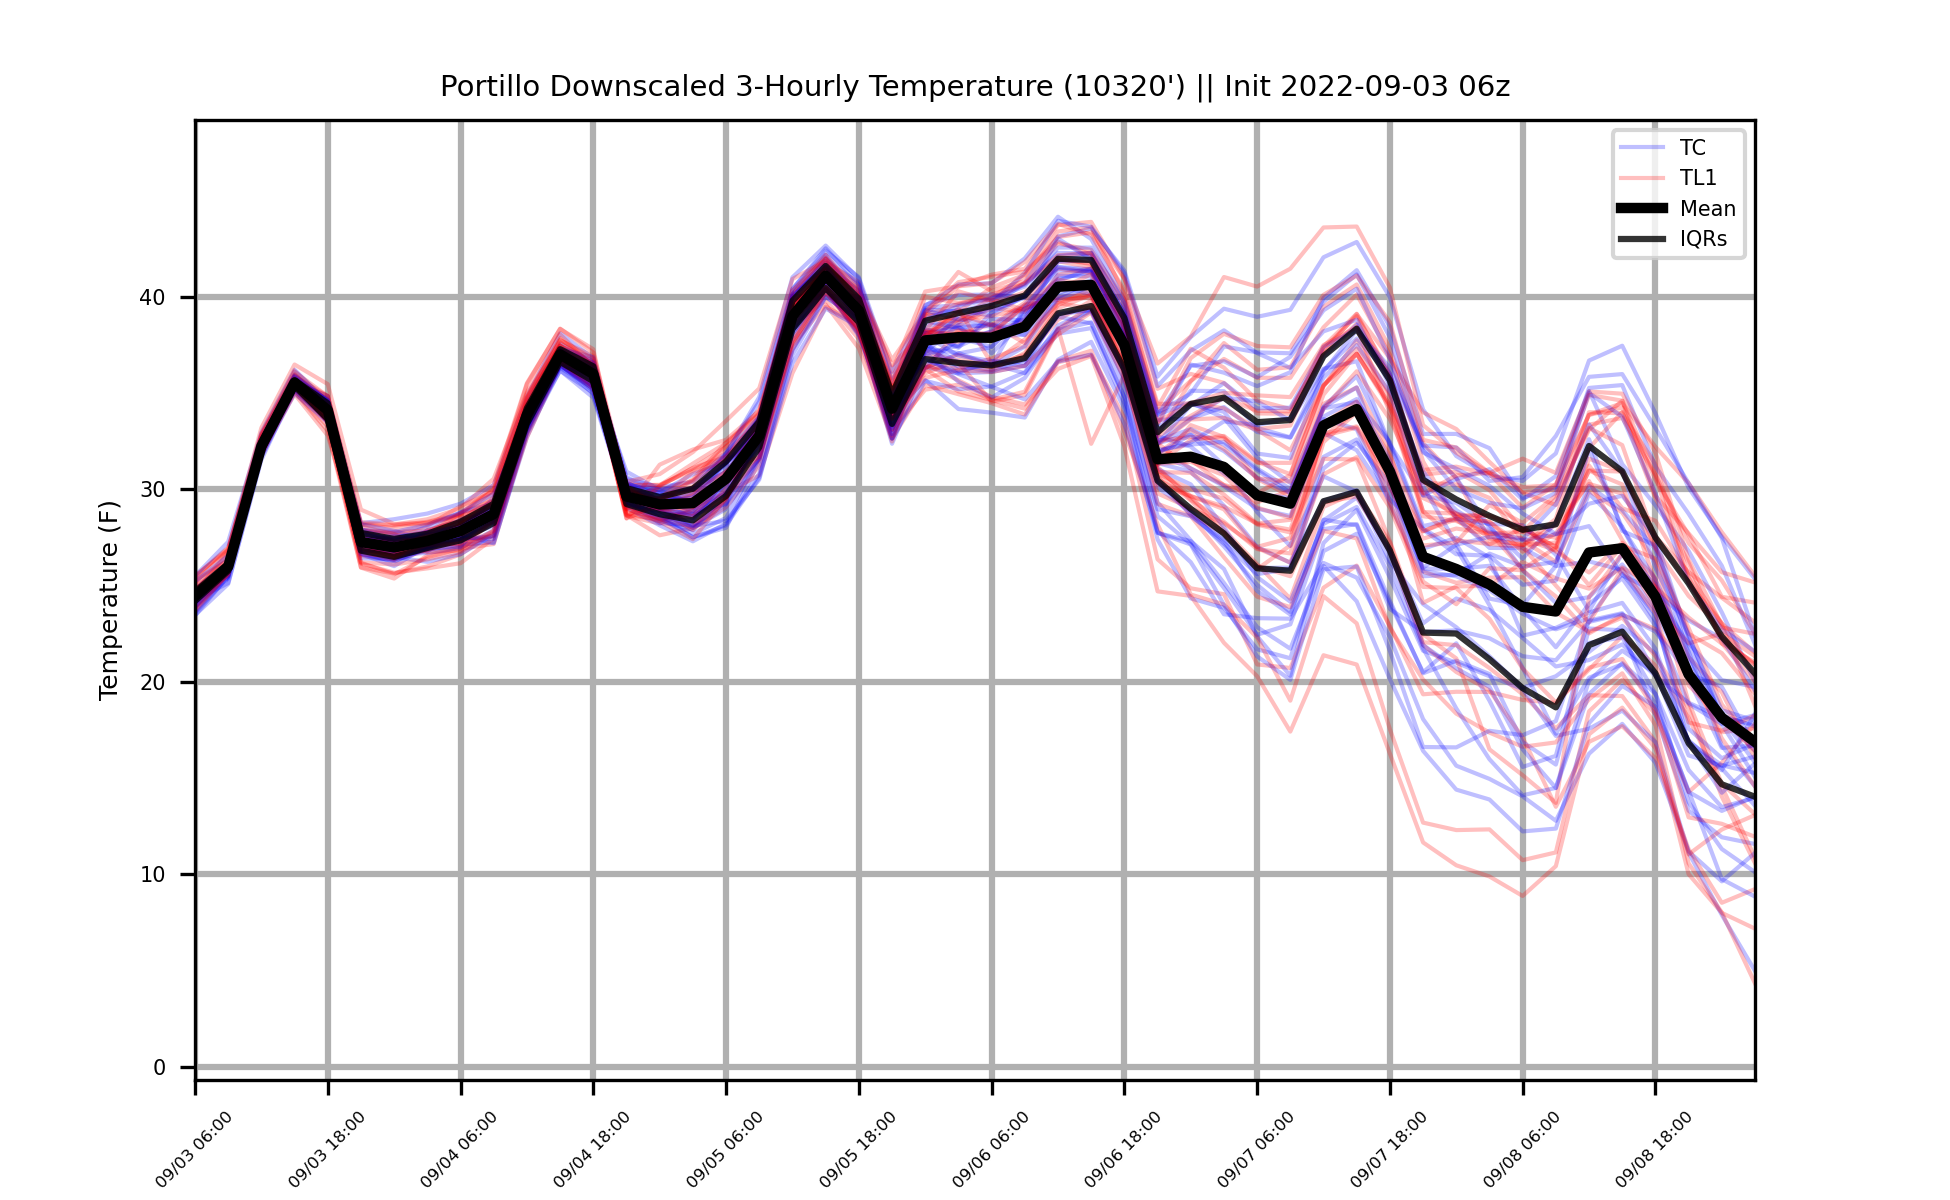 Portillo Downscaled 3-Hourly Temperature (10320') || Init 2022-09-03 06z
TC
TL1
Mean
IQRs
Temperature (F)
40
30
20
10
0
09/03 06:00
09/03 18:00
09/04 06:00
09/04 18:00
09/05 06:00
09/05 18:00
09/06 06:00
09/06 18:00
09/07 06:00
09/07 18:00
09/08 06:00
09/08 18:00